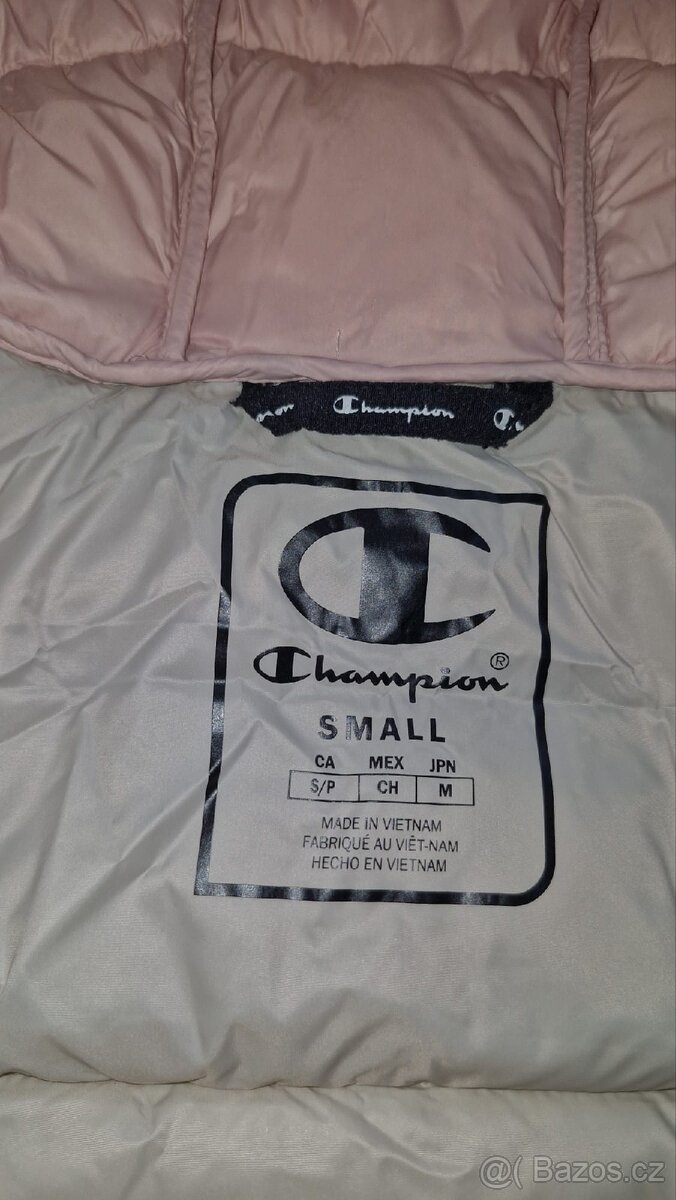 Champion
Champion®
SMALL
CA MEX JPN
S/P CH M
MADE IN VIETNAM
FABRIQUÉ AU VIÊT-NAM
HECHO EN VIETNAM
@( Bazos.cz